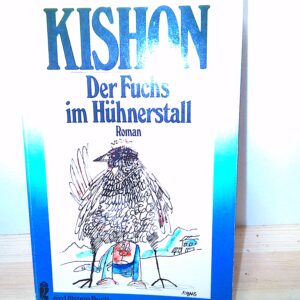 KISHON
Der Fuchs
im Hühnerstall
Roman